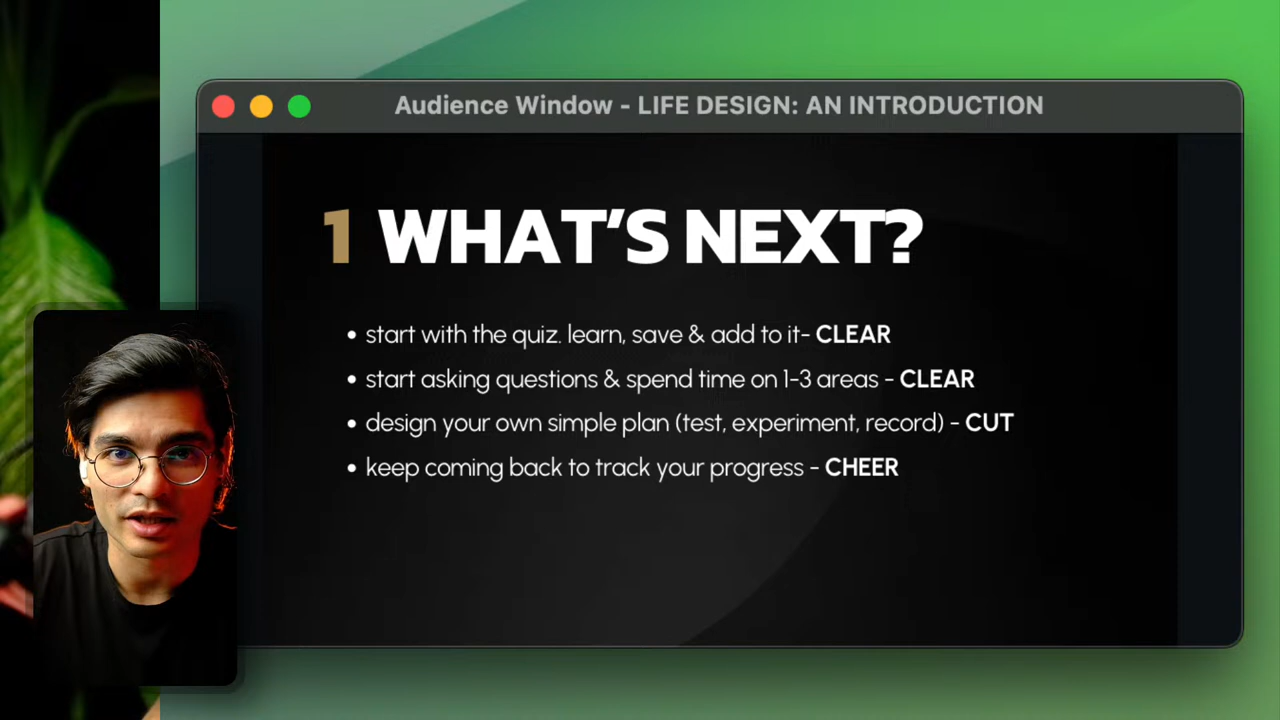 Audience Window - LIFE DESIGN: AN INTRODUCTION
1 WHAT’S NEXT?
• start with the quiz. learn, save & add to it- CLEAR
• start asking questions & spend time on 1-3 areas - CLEAR
• design your own simple plan (test, experiment, record) - CUT
• keep coming back to track your progress - CHEER